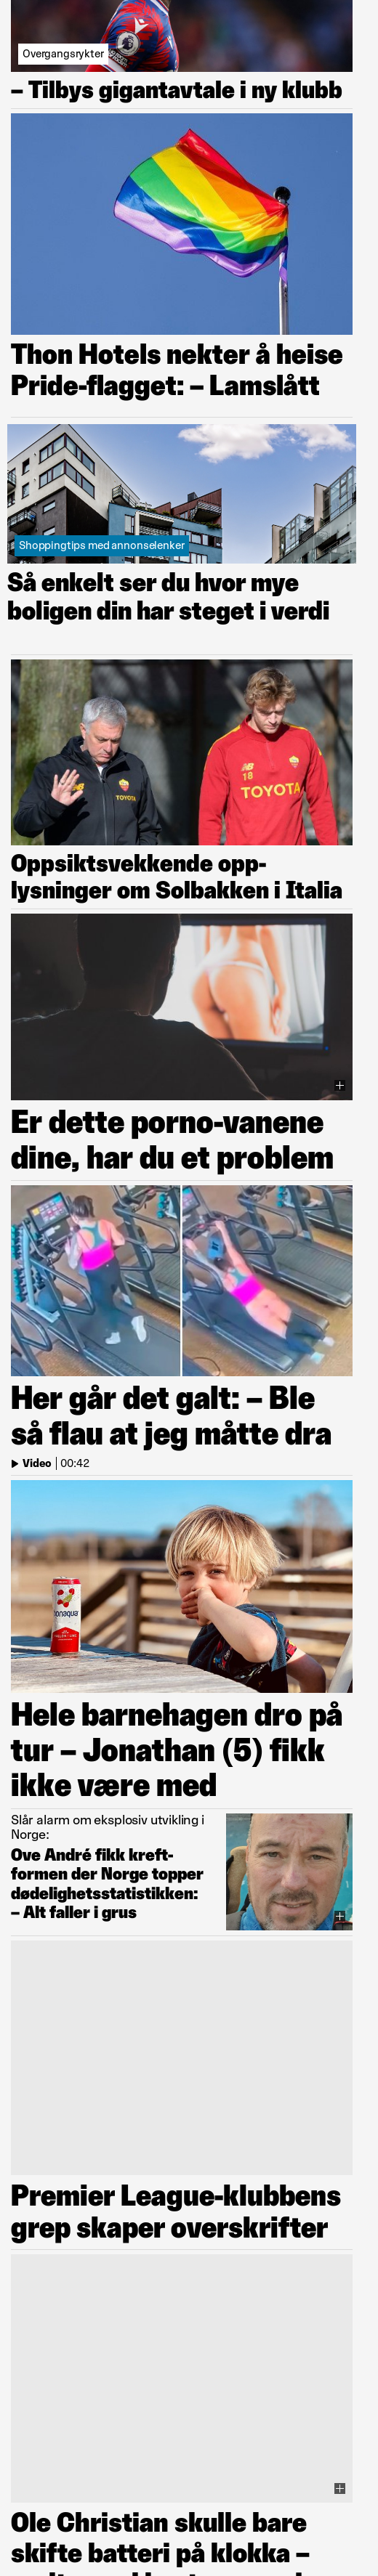 Overgangsrykter
– Tilbys gigantavtale i ny klubb
Thon Hotels nekter å heise
Pride-flagget: – Lamslått
Shoppingtips med annonselenker
Så enkelt ser du hvor mye
boligen din har steget i verdi
TOYOTA
18
TOYOTA
Oppsiktsvekkende opp-
lysninger om Solbakken i Italia
Er dette porno-vanene
dine, har du et problem
Her går det galt: – Ble
så flau at jeg måtte dra
Video | 00:42
bonaqua
Hele barnehagen dro på
tur – Jonathan (5) fikk
ikke være med
Slår alarm om eksplosiv utvikling i
Norge:
Ove André fikk kreft-
formen der Norge topper
dødelighetsstatistikken:
– Alt faller i grus
Premier League-klubbens
grep skaper overskrifter
Ole Christian skulle bare
skifte batteri på klokka –